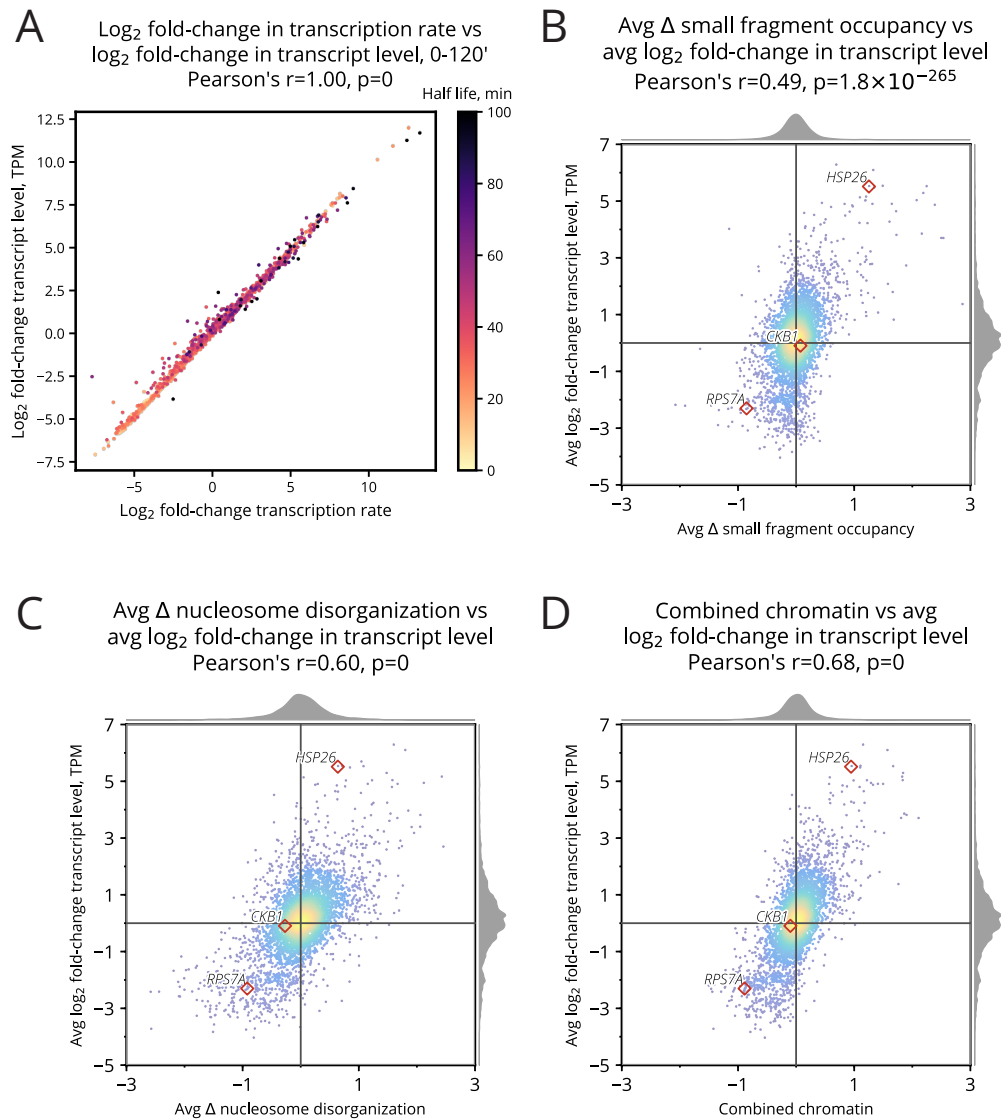 A
Log₂ fold-change in transcription rate vs
log₂ fold-change in transcript level, 0-120'
Pearson's r=1.00, p=0
Half life, min
Log₂ fold-change transcript level, TPM
12.5
10.0
7.5
5.0
2.5
0.0
−2.5
−5.0
−7.5
−5
0
5
10
Log₂ fold-change transcription rate
100
80
60
40
20
0
B
Avg Δ small fragment occupancy vs
avg log₂ fold-change in transcript level
Pearson's r=0.49, p=1.8×10⁻²⁶⁵
Avg log₂ fold-change transcript level, TPM
7
5
3
1
−1
−3
−5
HSP26
CKB1
RPS7A
−3
−1
1
3
Avg Δ small fragment occupancy
C
Avg Δ nucleosome disorganization vs
avg log₂ fold-change in transcript level
Pearson's r=0.60, p=0
Avg log₂ fold-change transcript level, TPM
7
5
3
1
−1
−3
−5
HSP26
CKB1
RPS7A
−3
−1
1
3
Avg Δ nucleosome disorganization
D
Combined chromatin vs avg
log₂ fold-change in transcript level
Pearson's r=0.68, p=0
Avg log₂ fold-change transcript level, TPM
7
5
3
1
−1
−3
−5
HSP26
CKB1
RPS7A
−3
−1
1
3
Combined chromatin